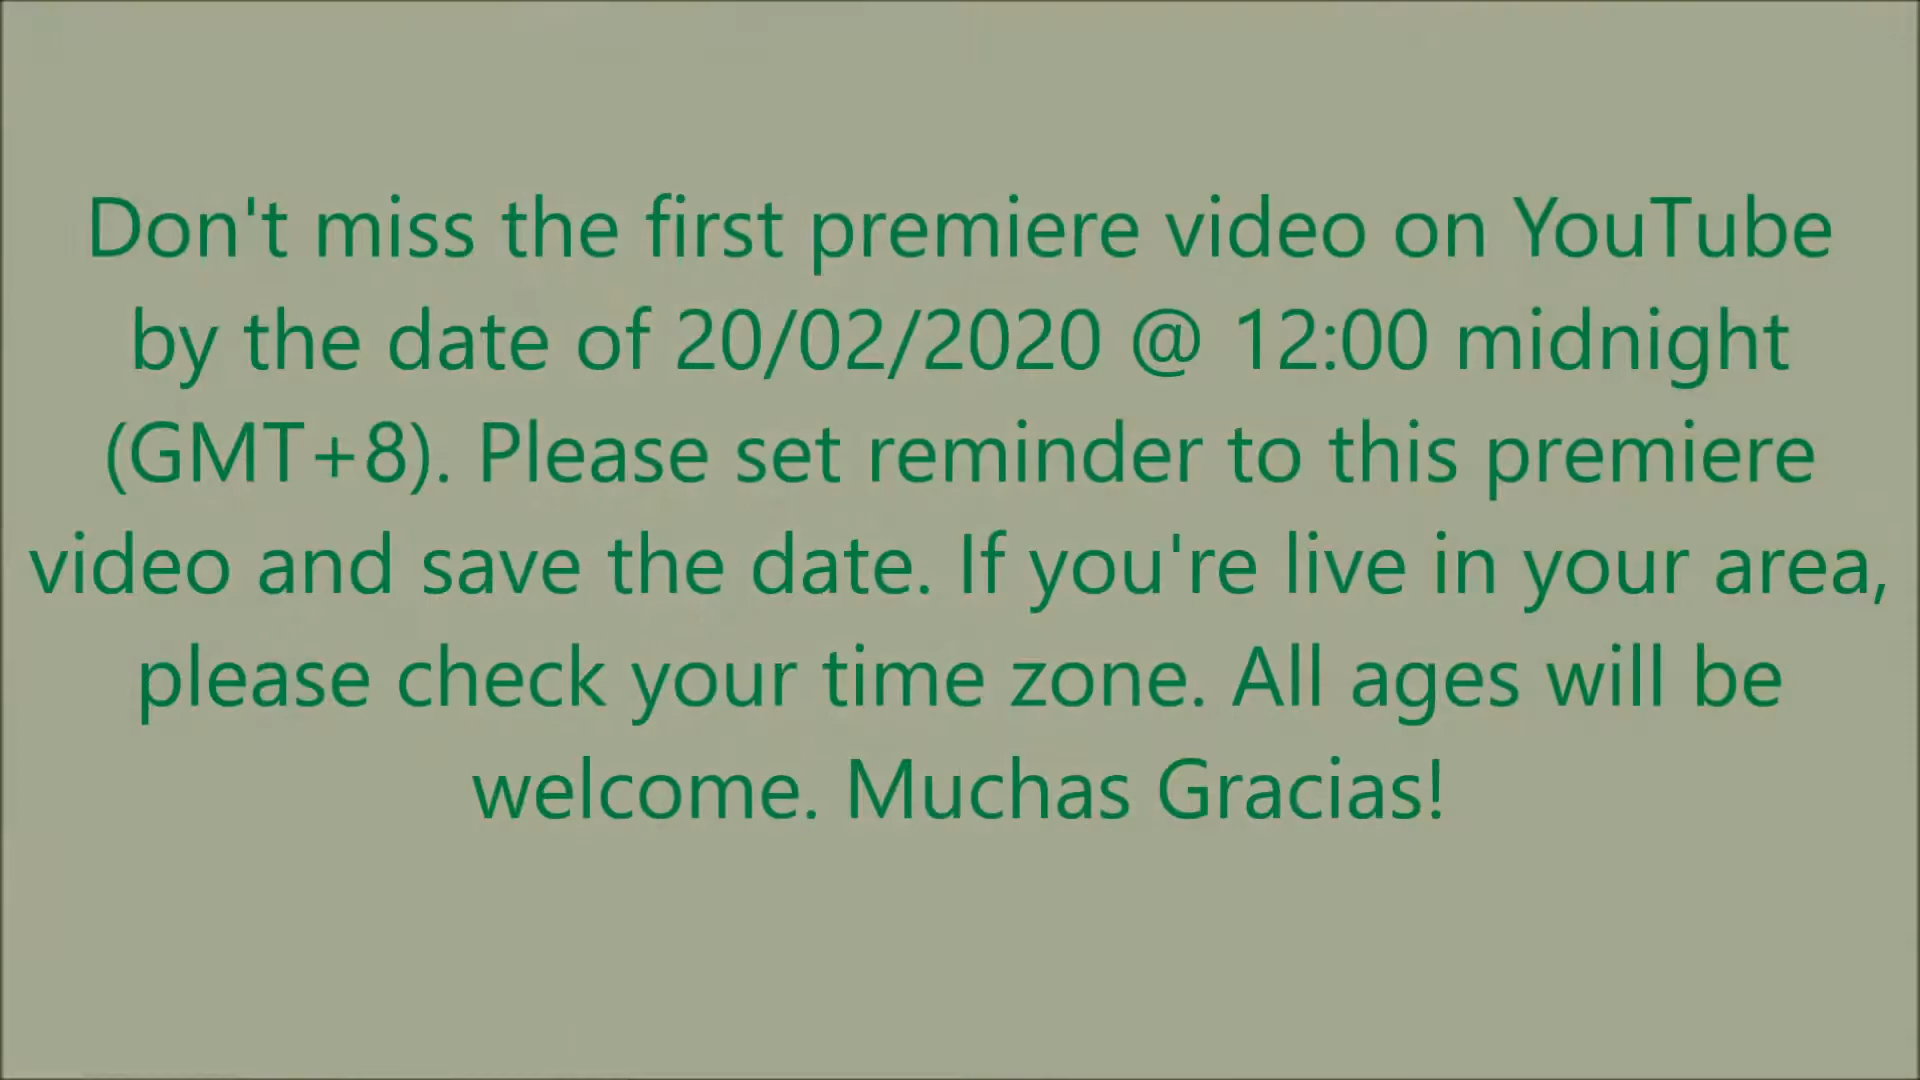 Don't miss the first premiere video on YouTube
by the date of 20/02/2020 @ 12:00 midnight
(GMT+8). Please set reminder to this premiere
video and save the date. If you're live in your area,
please check your time zone. All ages will be
welcome. Muchas Gracias!